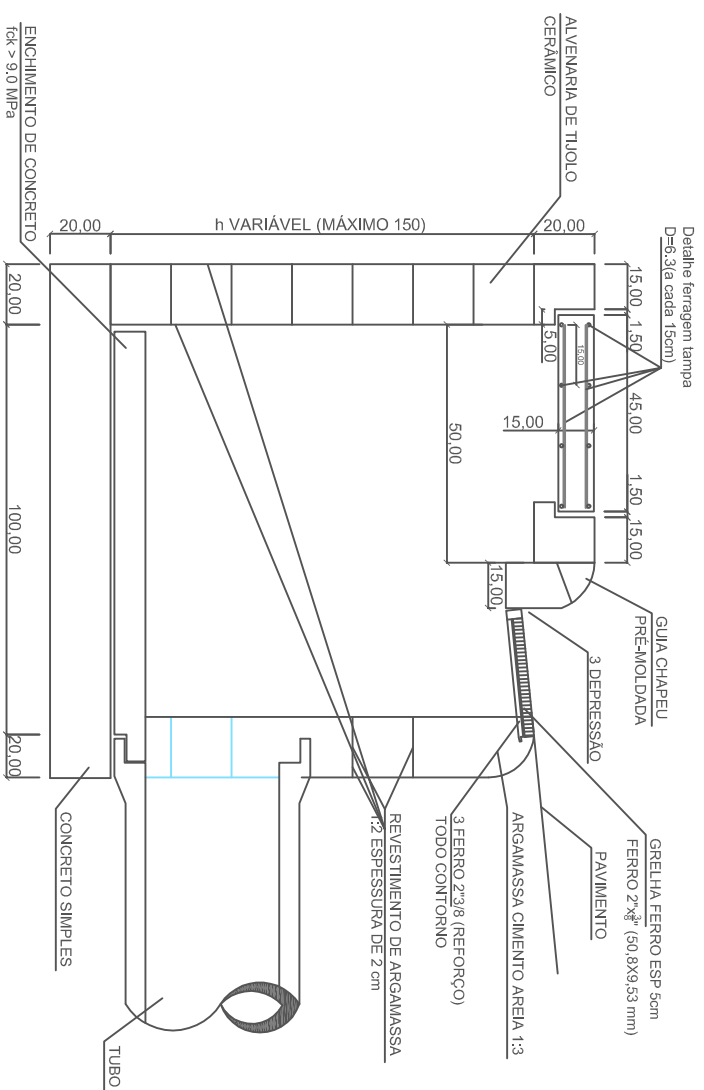 Detalhe ferragem tampa
D=6.3(a cada 15cm)
ALVENARIA DE TIJOLO
CERÂMICO
ENCHIMENTO DE CONCRETO
fck > 9.0 MPa
20,00
h VARIÁVEL (MÁXIMO 150)
20,00
15,00
1,50
45,00
1,50
15,00
5,00
15,00
15,00
50,00
15,00
20,00
100,00
20,00
GUIA CHAPEU
PRÉ-MOLDADA
3 DEPRESSÃO
GRELHA FERRO ESP 5cm
FERRO 2"x3/8" (50,8X9,53 mm)
PAVIMENTO
ARGAMASSA CIMENTO AREIA 1:3
3 FERRO 2"3/8 (REFORÇO)
TODO CONTORNO
REVESTIMENTO DE ARGAMASSA
1:2 ESPESSURA DE 2 cm
CONCRETO SIMPLES
TUBO